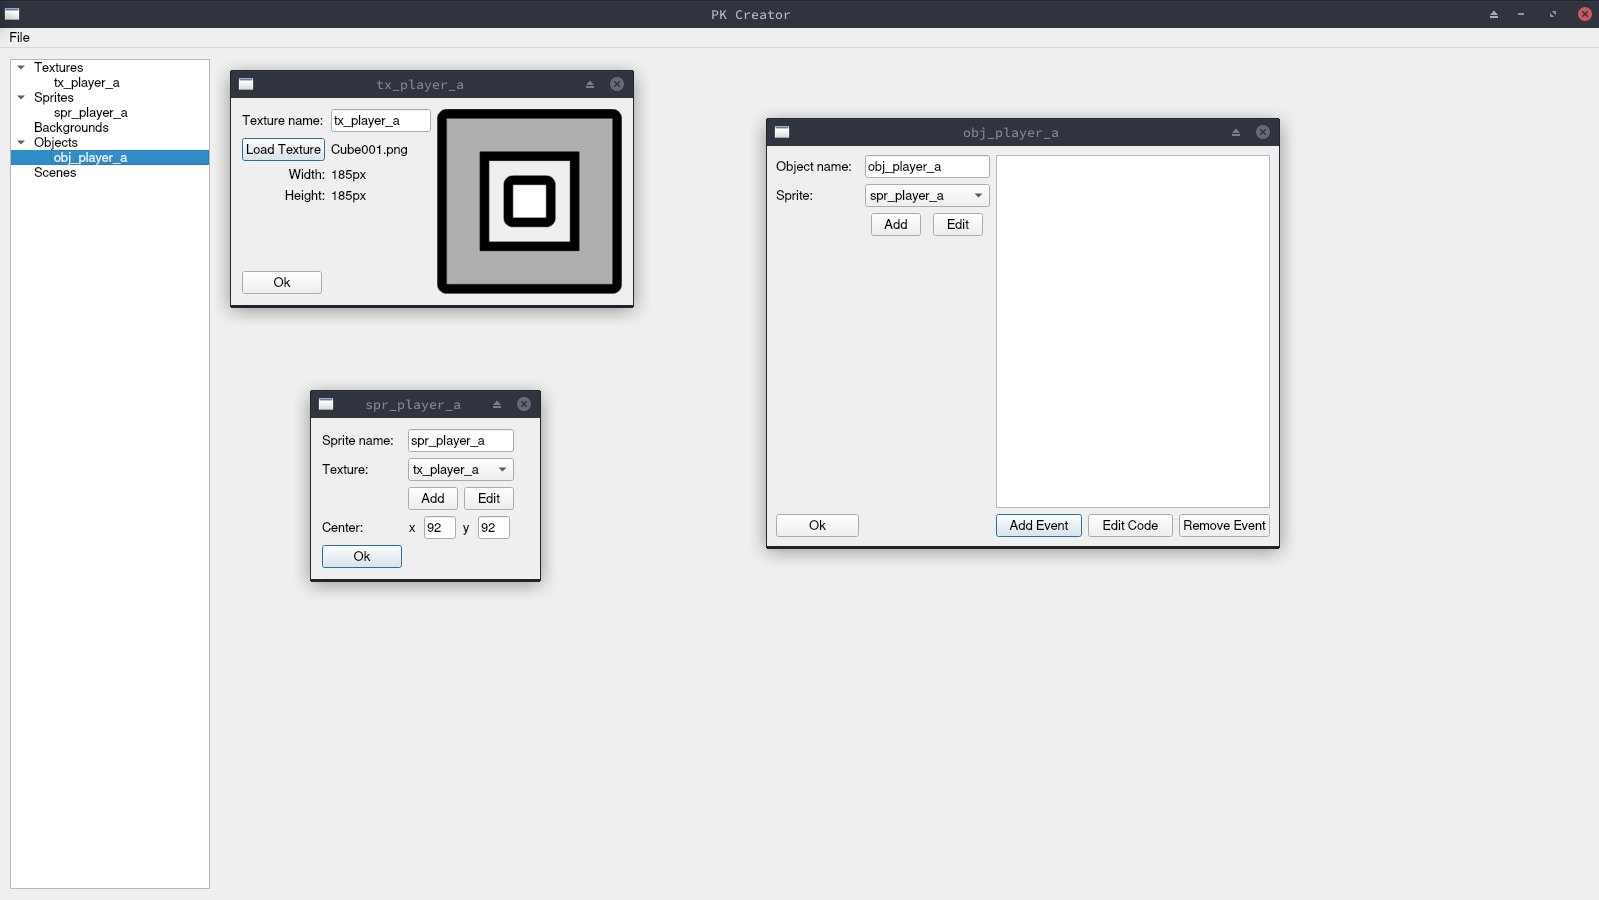 PK Creator
File
Textures
tx_player_a
Sprites
spr_player_a
Backgrounds
Objects
obj_player_a
Scenes
tx_player_a
Texture name: tx_player_a
Load Texture Cube001.png
Width: 185px
Height: 185px
Ok
spr_player_a
Sprite name: spr_player_a
Texture: tx_player_a
Add Edit
Center: x 92 y 92
Ok
obj_player_a
Object name: obj_player_a
Sprite: spr_player_a
Add Edit
Ok Add Event Edit Code Remove Event